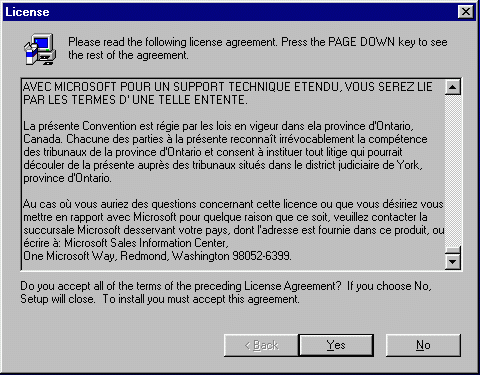 License
Please read the following license agreement. Press the PAGE DOWN key to see
the rest of the agreement.
AVEC MICROSOFT POUR UN SUPPORT TECHNIQUE ETENDU, VOUS SEREZ LIE
PAR LES TERMES D' UNE TELLE ENTENTE.
La présente Convention est régie par les lois en vigeur dans ela province d'Ontario,
Canada. Chacune des parties à la présente reconnaît irrévocablement la compétence
des tribunaux de la province d'Ontario et consent à instituer tout litige qui pourrait
découler de la présente auprès des tribunaux situés dans le district judiciaire de York,
province d'Ontario.
Au cas où vous auriez des questions concernant cette licence ou que vous désiriez vous
mettre en rapport avec Microsoft pour quelque raison que ce soit, veuillez contacter la
succursale Microsoft desservant votre pays, dont l'adresse est fournie dans ce produit, ou
écrire à: Microsoft Sales Information Center,
One Microsoft Way, Redmond, Washington 98052-6399.
Do you accept all of the terms of the preceding License Agreement? If you choose No,
Setup will close. To install you must accept this agreement.
< Back
Yes
No